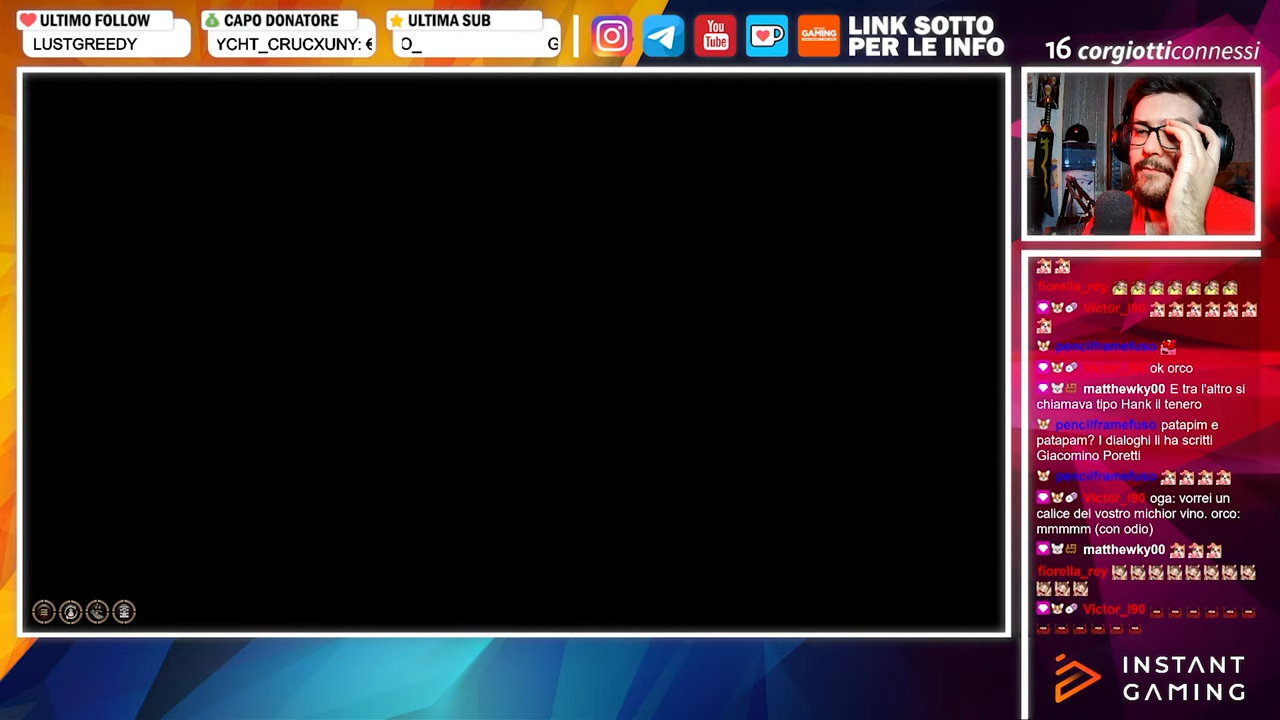 ULTIMO FOLLOW
LUSTGREEDY
CAPO DONATORE
YCHT_CRUCXUNY: €
ULTIMA SUB
O_ G
You
Tube
GAMING
LINK SOTTO
PER LE INFO
16 corgiotticonnessi
fiorella_rey
Victor_l90
pencilframefuso
ok orco
matthewky00 E tra l'altro si
chiamava tipo Hank il tenero
pencilframefuso patapim e
patapam? I dialoghi li ha scritti
Giacomino Poretti
pencilframefuso
Victor_l90 oga: vorrei un
calice del vostro michior vino. orco:
mmmmm (con odio)
matthewky00
fiorella_rey
Victor_l90
INSTANT
GAMING